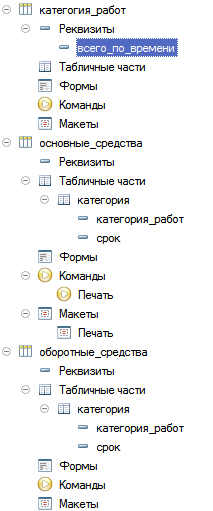 категогия_работ
Реквизиты
всего_по_времени
Табличные части
Формы
Команды
Макеты
основные_средства
Реквизиты
Табличные части
категория
категория_работ
срок
Формы
Команды
Печать
Макеты
Печать
оборотные_средства
Реквизиты
Табличные части
категория
категория_работ
срок
Формы
Команды
Макеты